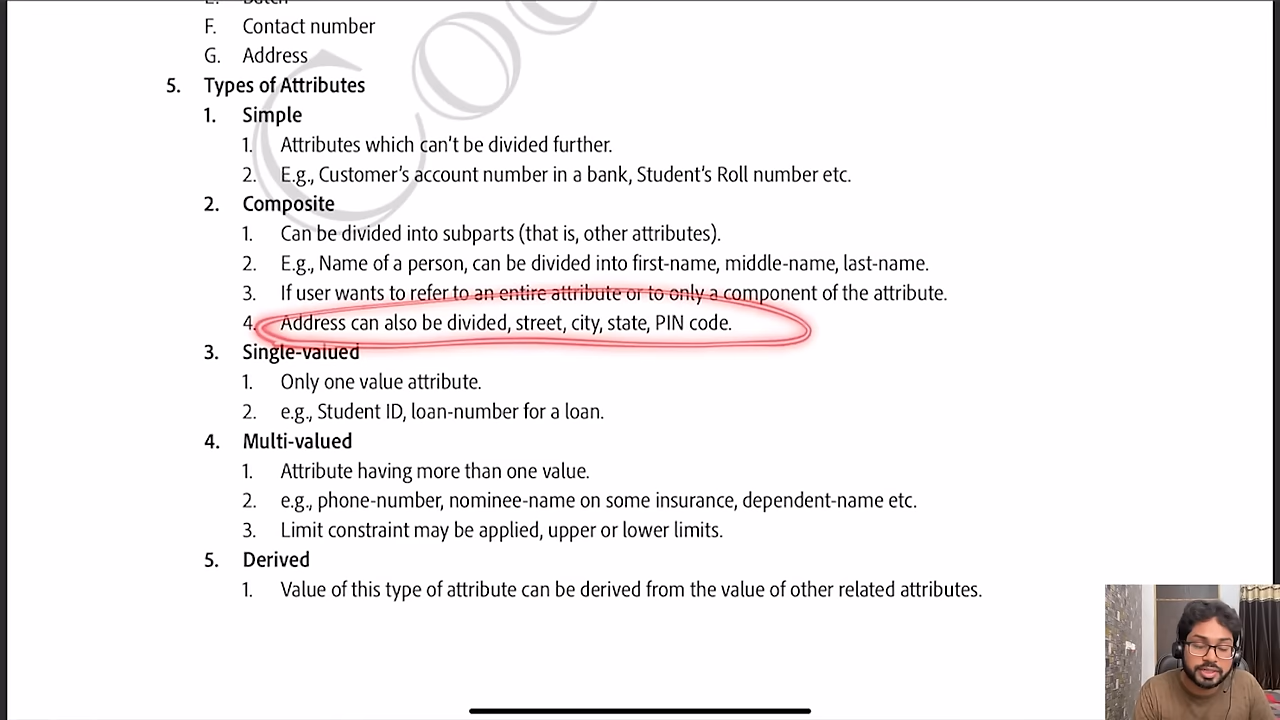 F. Contact number
G. Address
5. Types of Attributes
1. Simple
1. Attributes which can't be divided further.
2. E.g., Customer's account number in a bank, Student's Roll number etc.
2. Composite
1. Can be divided into subparts (that is, other attributes).
2. E.g., Name of a person, can be divided into first-name, middle-name, last-name.
3. If user wants to refer to an entire attribute or to only a component of the attribute.
4. Address can also be divided, street, city, state, PIN code.
3. Single-valued
1. Only one value attribute.
2. e.g., Student ID, loan-number for a loan.
4. Multi-valued
1. Attribute having more than one value.
2. e.g., phone-number, nominee-name on some insurance, dependent-name etc.
3. Limit constraint may be applied, upper or lower limits.
5. Derived
1. Value of this type of attribute can be derived from the value of other related attributes.